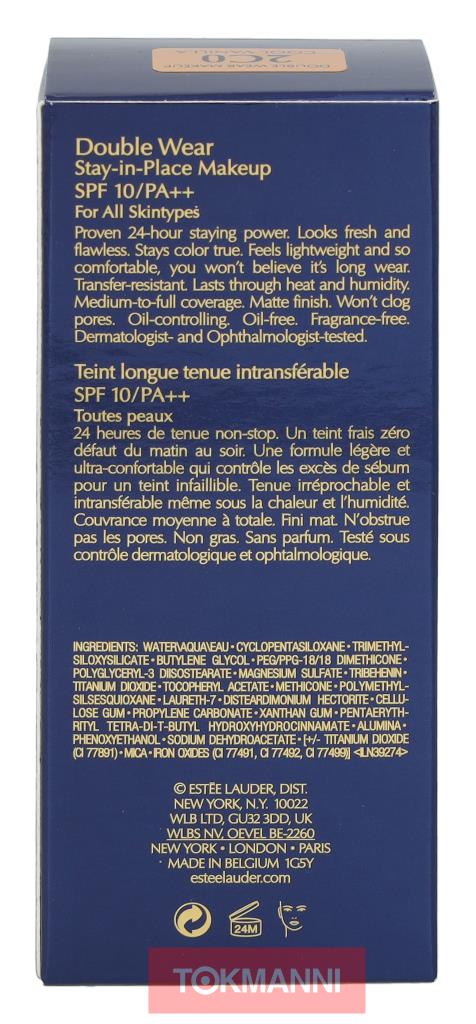 DOUBLE WEAR MAKEUP
2C0
COOL VANILLA
Double Wear
Stay-in-Place Makeup
SPF 10/PA++
For All Skintypes
Proven 24-hour staying power. Looks fresh and
flawless. Stays color true. Feels lightweight and so
comfortable, you won't believe it's long wear.
Transfer-resistant. Lasts through heat and humidity.
Medium-to-full coverage. Matte finish. Won't clog
pores. Oil-controlling. Oil-free. Fragrance-free.
Dermatologist- and Ophthalmologist-tested.
Teint longue tenue intransférable
SPF 10/PA++
Toutes peaux
24 heures de tenue non-stop. Un teint frais zéro
défaut du matin au soir. Une formule légère et
ultra-confortable qui contrôle les excès de sébum
pour un teint infaillible. Tenue irréprochable et
intransférable même sous la chaleur et l'humidité.
Couvrance moyenne à totale. Fini mat. N'obstrue
pas les pores. Non gras. Sans parfum. Testé sous
contrôle dermatologique et ophtalmologique.
INGREDIENTS: WATER\AQUA\EAU • CYCLOPENTASILOXANE • TRIMETHYL-
SILOXYSILICATE • BUTYLENE GLYCOL • PEG/PPG-18/18 DIMETHICONE •
POLYGLYCERYL-3 DIISOSTEARATE • MAGNESIUM SULFATE • TRIBEHENIN •
TITANIUM DIOXIDE • TOCOPHERYL ACETATE • METHICONE • POLYMETHYL-
SILSESQUIOXANE • LAURETH-7 • DISTEARDIMONIUM HECTORITE • CELLU-
LOSE GUM • PROPYLENE CARBONATE • XANTHAN GUM • PENTAERYTH-
RITYL TETRA-DI-T-BUTYL HYDROXYHYDROCINNAMATE • ALUMINA •
PHENOXYETHANOL • SODIUM DEHYDROACETATE • [+/- TITANIUM DIOXIDE
(CI 77891) • MICA • IRON OXIDES (CI 77491, CI 77492, CI 77499)] <ILN39274>
© ESTĒE LAUDER, DIST.
NEW YORK, N.Y. 10022
WLB LTD, GU32 3DD, UK
WLBS NV, OEVEL BE-2260
NEW YORK • LONDON • PARIS
MADE IN BELGIUM 1G5Y
esteelauder.com
24M
TOKMANNI